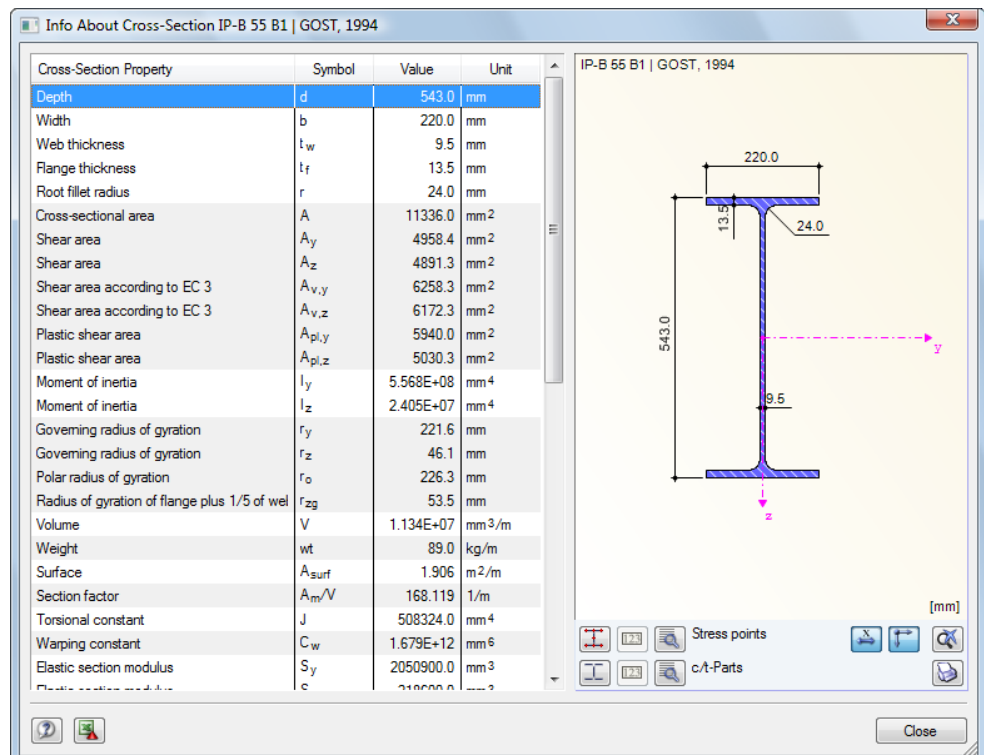 Info About Cross-Section IP-B 55 B1 | GOST, 1994
Cross-Section Property Symbol Value Unit
Depth d 543.0 mm
Width b 220.0 mm
Web thickness tw 9.5 mm
Flange thickness tf 13.5 mm
Root fillet radius r 24.0 mm
Cross-sectional area A 11336.0 mm2
Shear area Ay 4958.4 mm2
Shear area Az 4891.3 mm2
Shear area according to EC 3 Av,y 6258.3 mm2
Shear area according to EC 3 Av,z 6172.3 mm2
Plastic shear area Apl,y 5940.0 mm2
Plastic shear area Apl,z 5030.3 mm2
Moment of inertia Iy 5.568E+08 mm4
Moment of inertia Iz 2.405E+07 mm4
Governing radius of gyration ry 221.6 mm
Governing radius of gyration rz 46.1 mm
Polar radius of gyration ro 226.3 mm
Radius of gyration of flange plus 1/5 of wel rzg 53.5 mm
Volume V 1.134E+07 mm3/m
Weight wt 89.0 kg/m
Surface Asurf 1.906 m2/m
Section factor Am/V 168.119 1/m
Torsional constant J 508324.0 mm4
Warping constant Cw 1.679E+12 mm6
Elastic section modulus Sy 2050900.0 mm3
IP-B 55 B1 | GOST, 1994
220.0
13.5
24.0
543.0
y
9.5
z
[mm]
123 Stress points x
123 c/t-Parts
Close